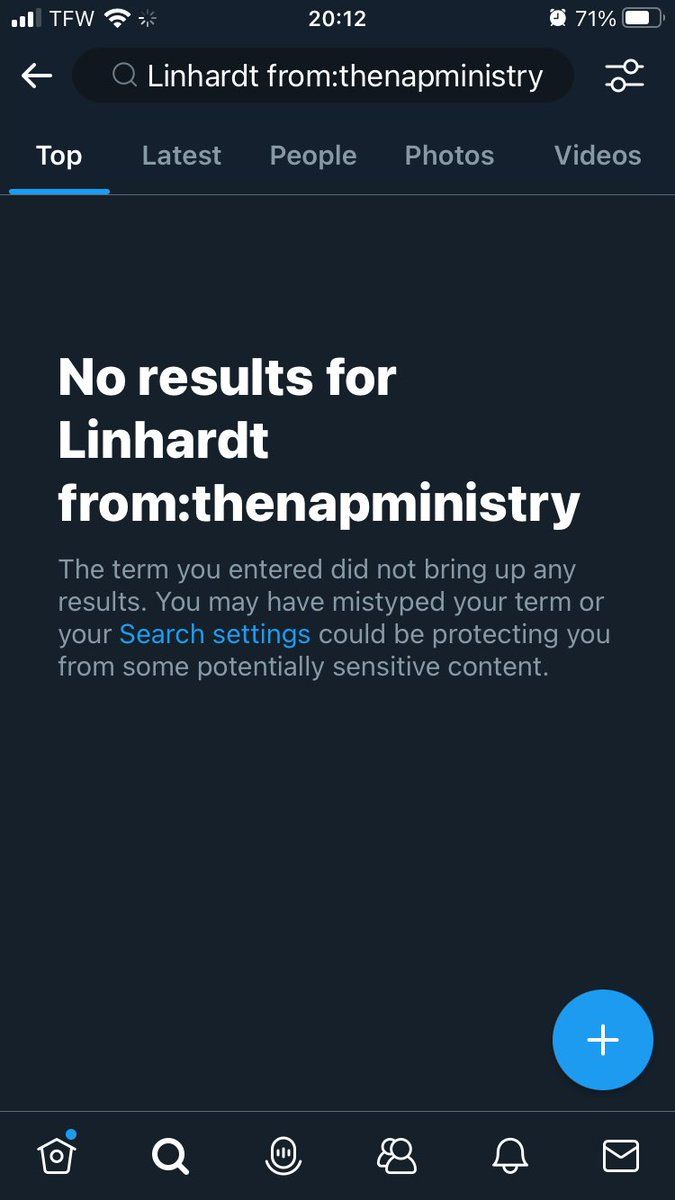 TFW 20:12 71%
Linhardt from:thenapministry
Top Latest People Photos Videos
No results for
Linhardt
from:thenapministry
The term you entered did not bring up any
results. You may have mistyped your term or
your Search settings could be protecting you
from some potentially sensitive content.